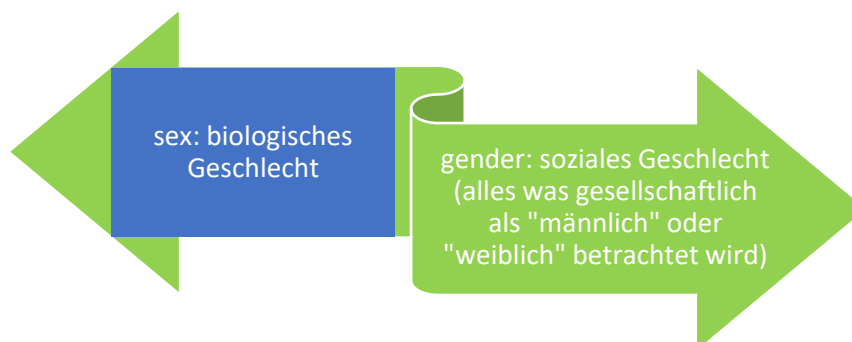 sex: biologisches
Geschlecht
gender: soziales Geschlecht
(alles was gesellschaftlich
als "männlich" oder
"weiblich" betrachtet wird)